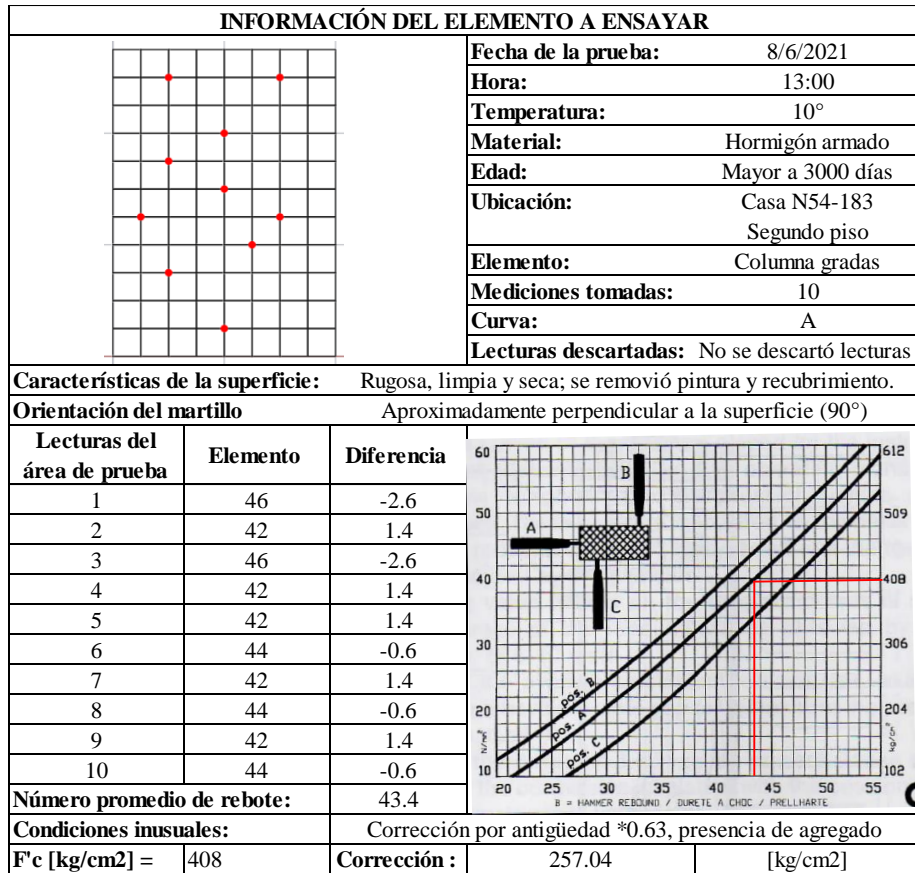 INFORMACIÓN DEL ELEMENTO A ENSAYAR
Fecha de la prueba: 8/6/2021
Hora: 13:00
Temperatura: 10°
Material: Hormigón armado
Edad: Mayor a 3000 días
Ubicación: Casa N54-183
Segundo piso
Elemento: Columna gradas
Mediciones tomadas: 10
Curva: A
Lecturas descartadas: No se descartó lecturas
Características de la superficie: Rugosa, limpia y seca; se removió pintura y recubrimiento.
Orientación del martillo Aproximadamente perpendicular a la superficie (90°)
Lecturas del área de prueba Elemento Diferencia
1 46 -2.6
2 42 1.4
3 46 -2.6
4 42 1.4
5 42 1.4
6 44 -0.6
7 42 1.4
8 44 -0.6
9 42 1.4
10 44 -0.6
Número promedio de rebote: 43.4
60 612
B
50 509
A
40 408
C
30 306
pos. B
20 204
pos. A
pos. C
N/m² kg/cm²
10 102
20 25 30 35 40 45 50 55
B = HAMMER REBOUND / DURETE A CHOC / PRELLHARTE
Condiciones inusuales: Corrección por antigüedad *0.63, presencia de agregado
F'c [kg/cm2] = 408 Corrección : 257.04 [kg/cm2]